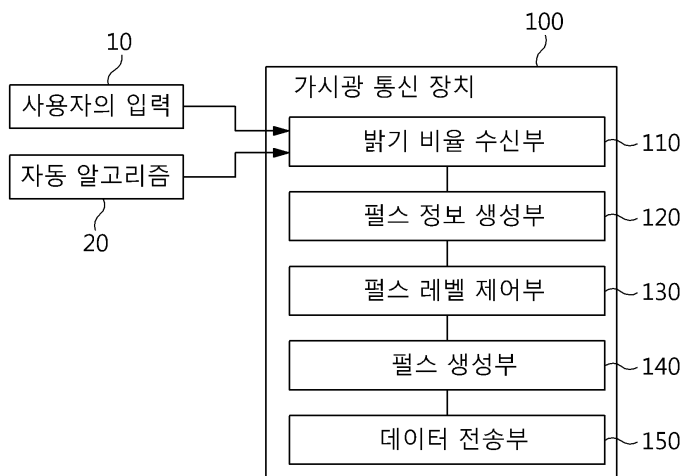 100
10
가시광 통신 장치
사용자의 입력
밝기 비율 수신부
110
자동 알고리즘
20
펄스 정보 생성부
120
펄스 레벨 제어부
130
펄스 생성부
140
데이터 전송부
150